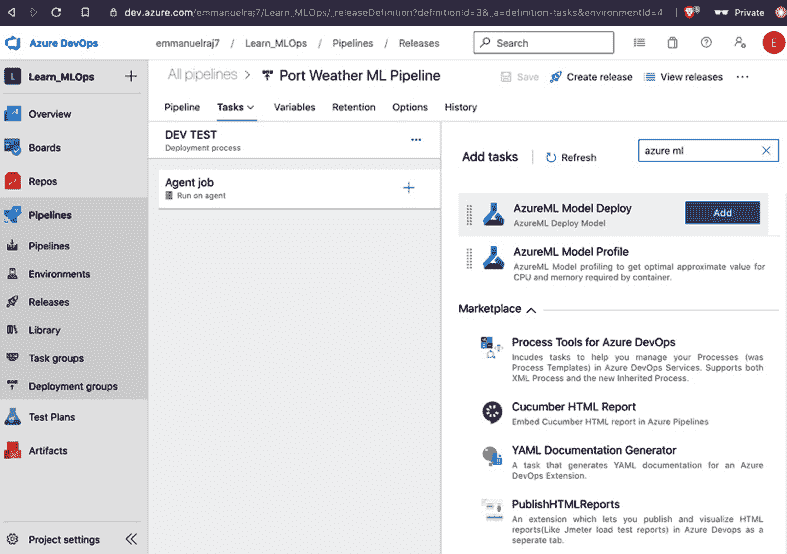 dev.azure.com/emmanuelraj7/Learn_MLOps/_releaseDefinition?definitionId=3&_a=definition-tasks&environmentId=4
Private
Azure DevOps
emmanuelraj7 / Learn_MLOps / Pipelines / Releases
Search
E
L Learn_MLOps
Overview
Boards
Repos
Pipelines
Pipelines
Environments
Releases
Library
Task groups
Deployment groups
Test Plans
Artifacts
Project settings
All pipelines > Port Weather ML Pipeline
Save
Create release
View releases
Pipeline Tasks Variables Retention Options History
DEV TEST
Deployment process
Agent job
Run on agent
Add tasks
Refresh
azure ml
AzureML Model Deploy
AzureML Deploy Model
Add
AzureML Model Profile
AzureML Model profiling to get optimal approximate value for
CPU and memory required by container.
Marketplace
Process Tools for Azure DevOps
Incudes tasks to help you manage your Processes (was
Process Templates) in Azure DevOps Services. Supports both
XML Process and the new Inherited Process.
Cucumber HTML Report
Embed Cucumber HTML report in Azure Pipelines
YAML Documentation Generator
A task that generates YAML documentation for an Azure
DevOps Extension.
PublishHTMLReports
An extension which lets you publish and visualize HTML
reports(Like Jmeter load test reports) in Azure Devops as a
seperate tab.